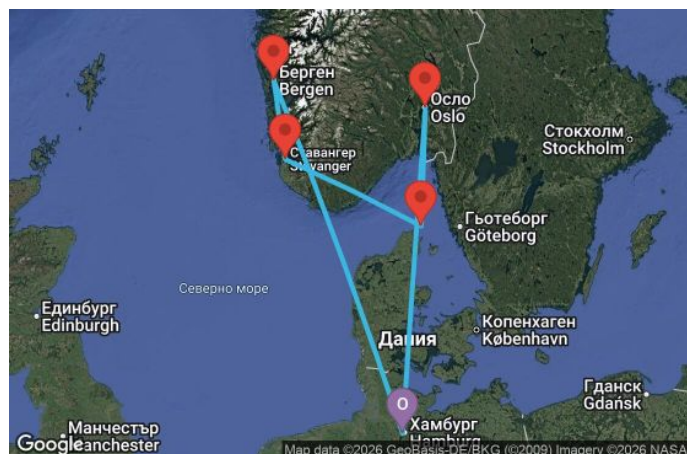 Берген
Bergen
Осло
Oslo
Ставангер
Stavanger
Стокхолм
Stockholm
Гьотеборг
Göteborg
Северно море
Единбург
Edinburgh
Дания
Копенхаген
København
Гданск
Gdańsk
O
Хамбург
Hamburg
Манчестър
Manchester
Google
Map data ©2026 GeoBasis-DE/BKG (©2009) Imagery ©2026 NASA